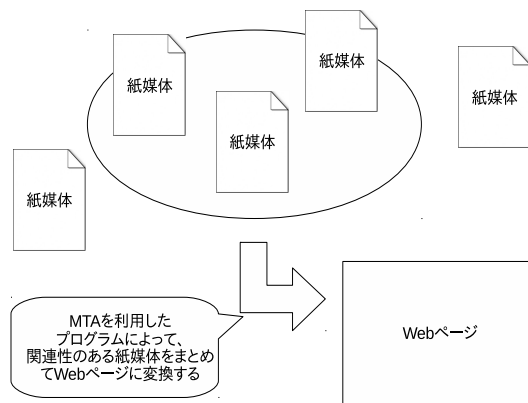 紙媒体
紙媒体
紙媒体
紙媒体
紙媒体
MTAを利用した
プログラムによって、
関連性のある紙媒体をまとめ
てWebページに変換する
Webページ